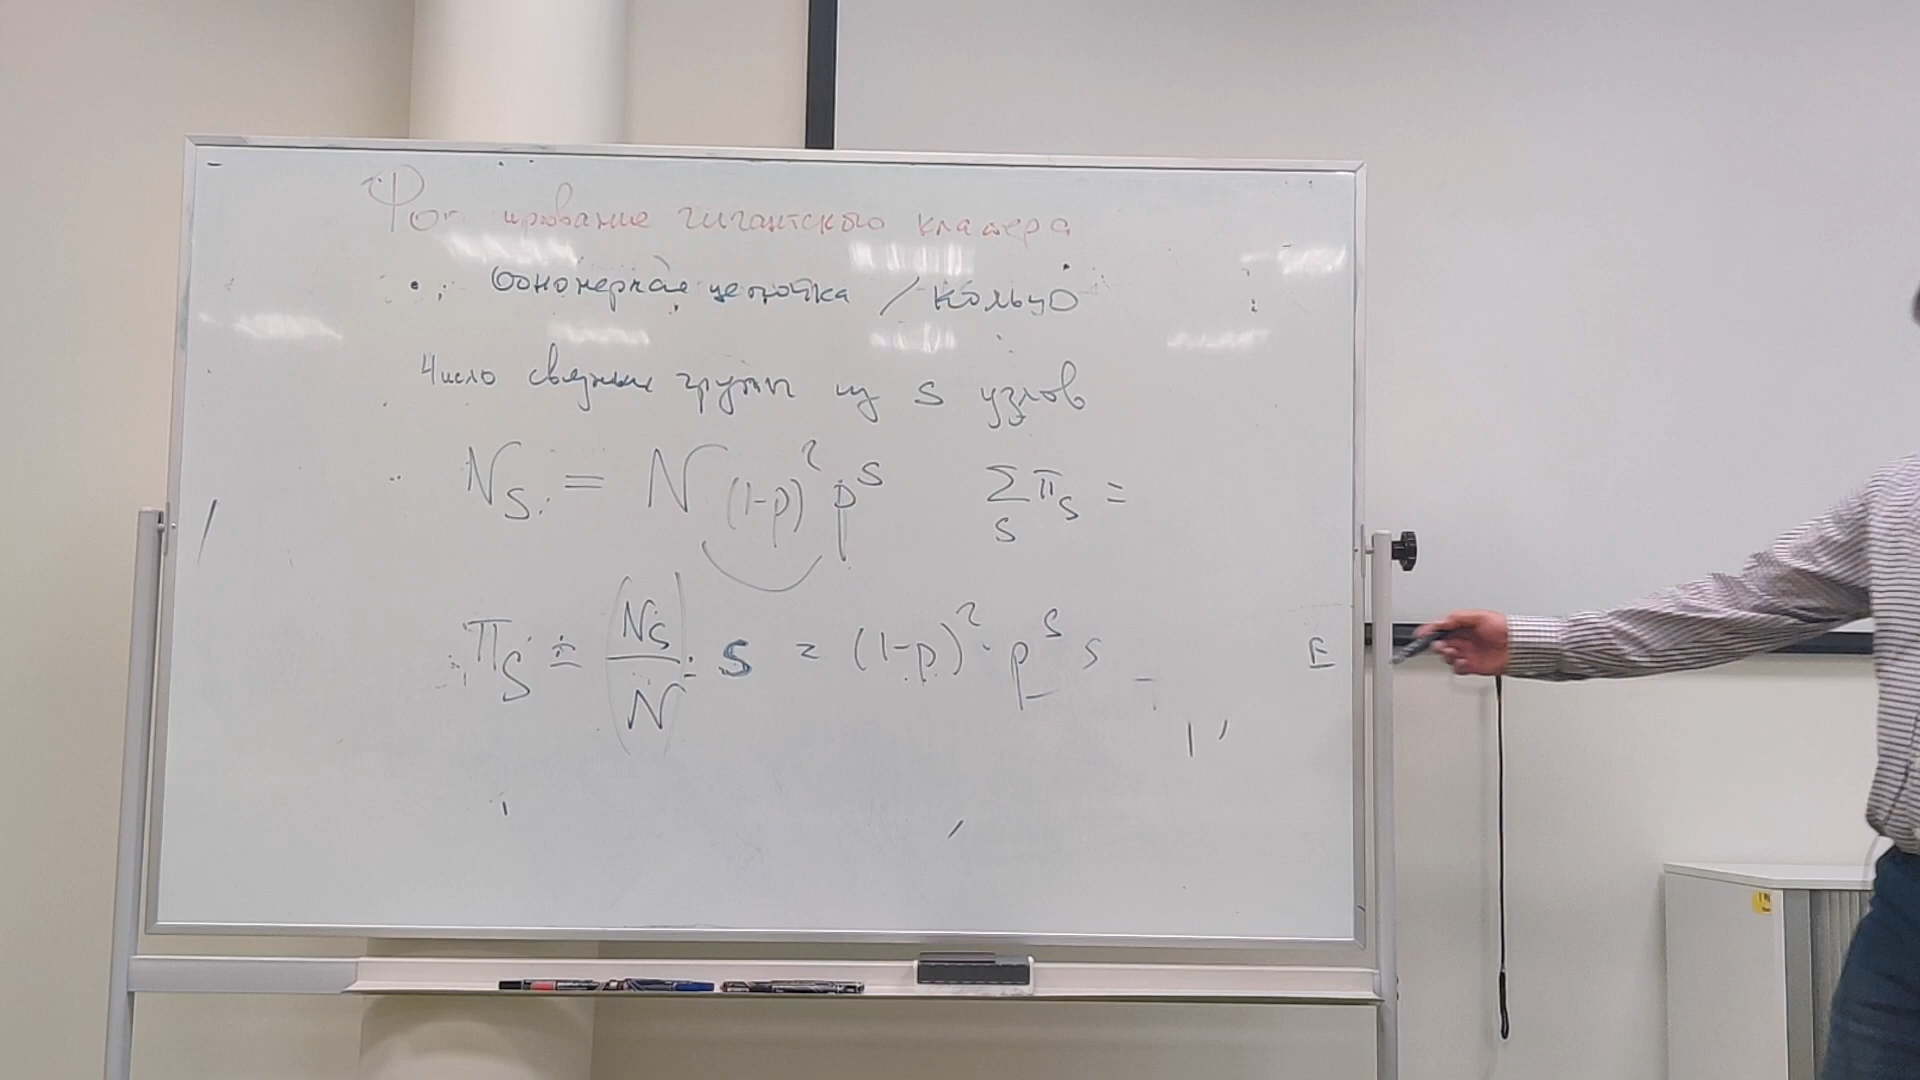 Формирование гигантского кластера
Одномерная цепочка / кольцо
Число связных групп из s узлов
N_s = N (1-p)^2 p^s    Σ_s π_s =
π_s = (N_s / N) · s = (1-p)^2 · p^s s